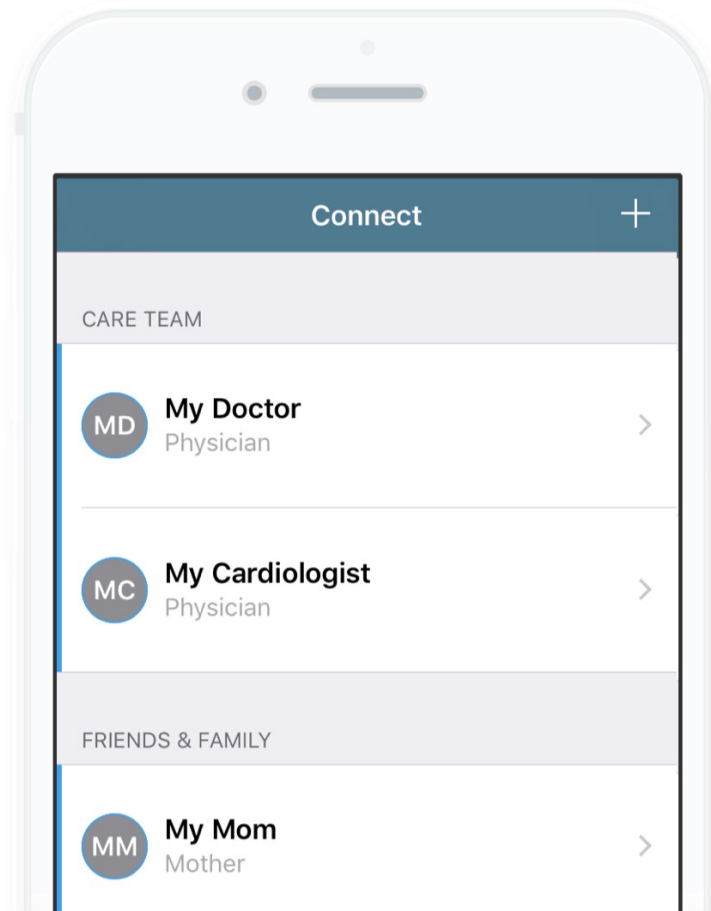 Connect
CARE TEAM
MD
My Doctor
Physician
MC
My Cardiologist
Physician
FRIENDS & FAMILY
MM
My Mom
Mother